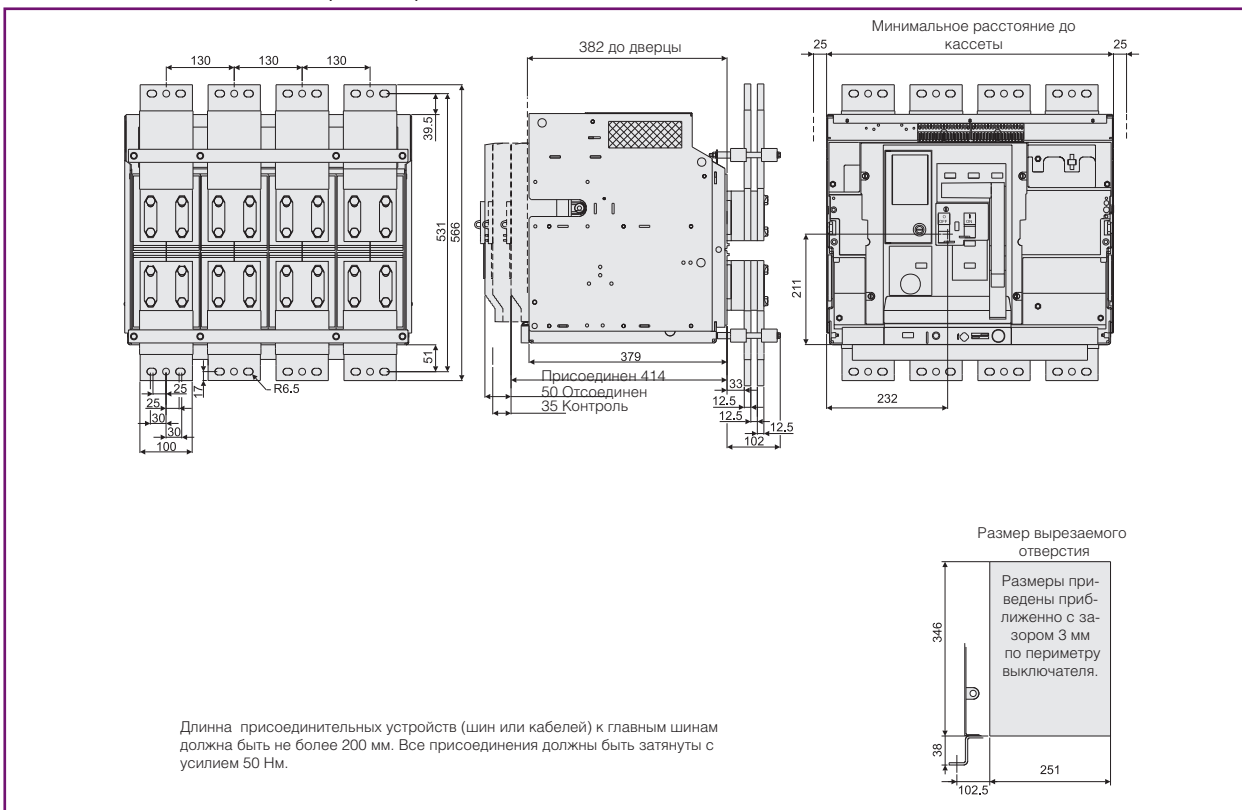 130
130
130
39.5
531
566
51
17
R6.5
25
25
30
30
100
382 до дверцы
379
Присоединен 414
50 Отсоединен
35 Контроль
33
12.5
12.5
12.5
102
Минимальное расстояние до
кассеты
25
25
OFF
ON
211
232
Размер вырезаемого
отверстия
Размеры при-
ведены приб-
лиженно с за-
зором 3 мм
по периметру
выключателя.
346
38
102.5
251
Длинна присоединительных устройств (шин или кабелей) к главным шинам
должна быть не более 200 мм. Все присоединения должны быть затянуты с
усилием 50 Нм.